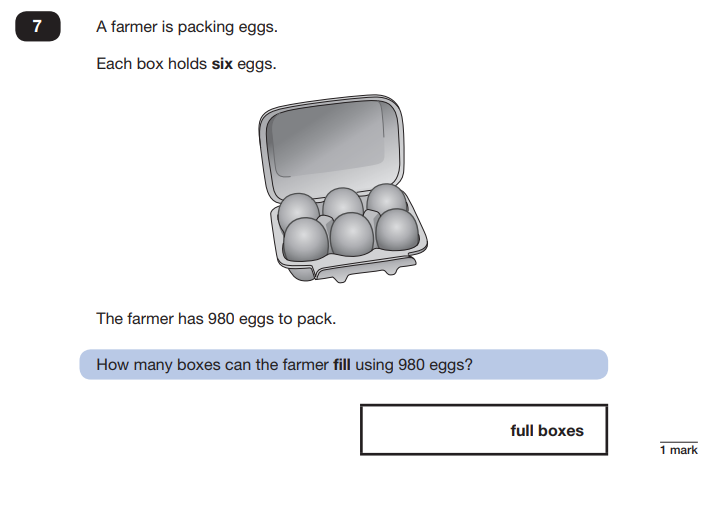 7
A farmer is packing eggs.
Each box holds six eggs.
The farmer has 980 eggs to pack.
How many boxes can the farmer fill using 980 eggs?
full boxes
1 mark